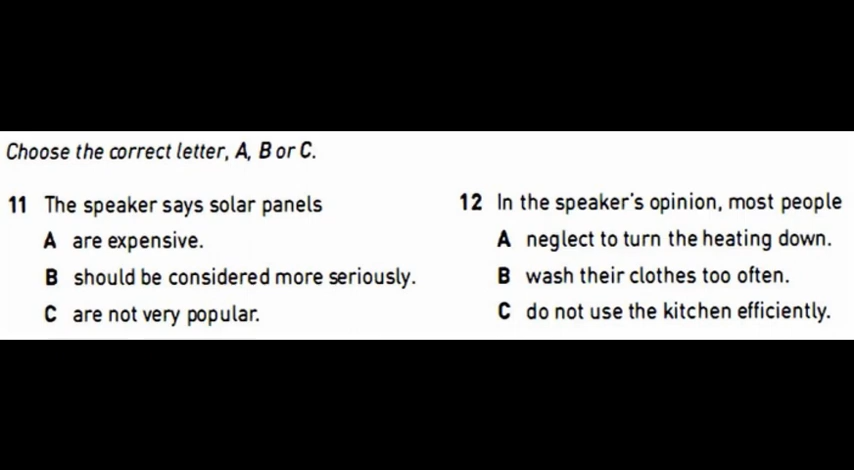 Choose the correct letter, A, B or C.
11 The speaker says solar panels
A are expensive.
B should be considered more seriously.
C are not very popular.
12 In the speaker's opinion, most people
A neglect to turn the heating down.
B wash their clothes too often.
C do not use the kitchen efficiently.